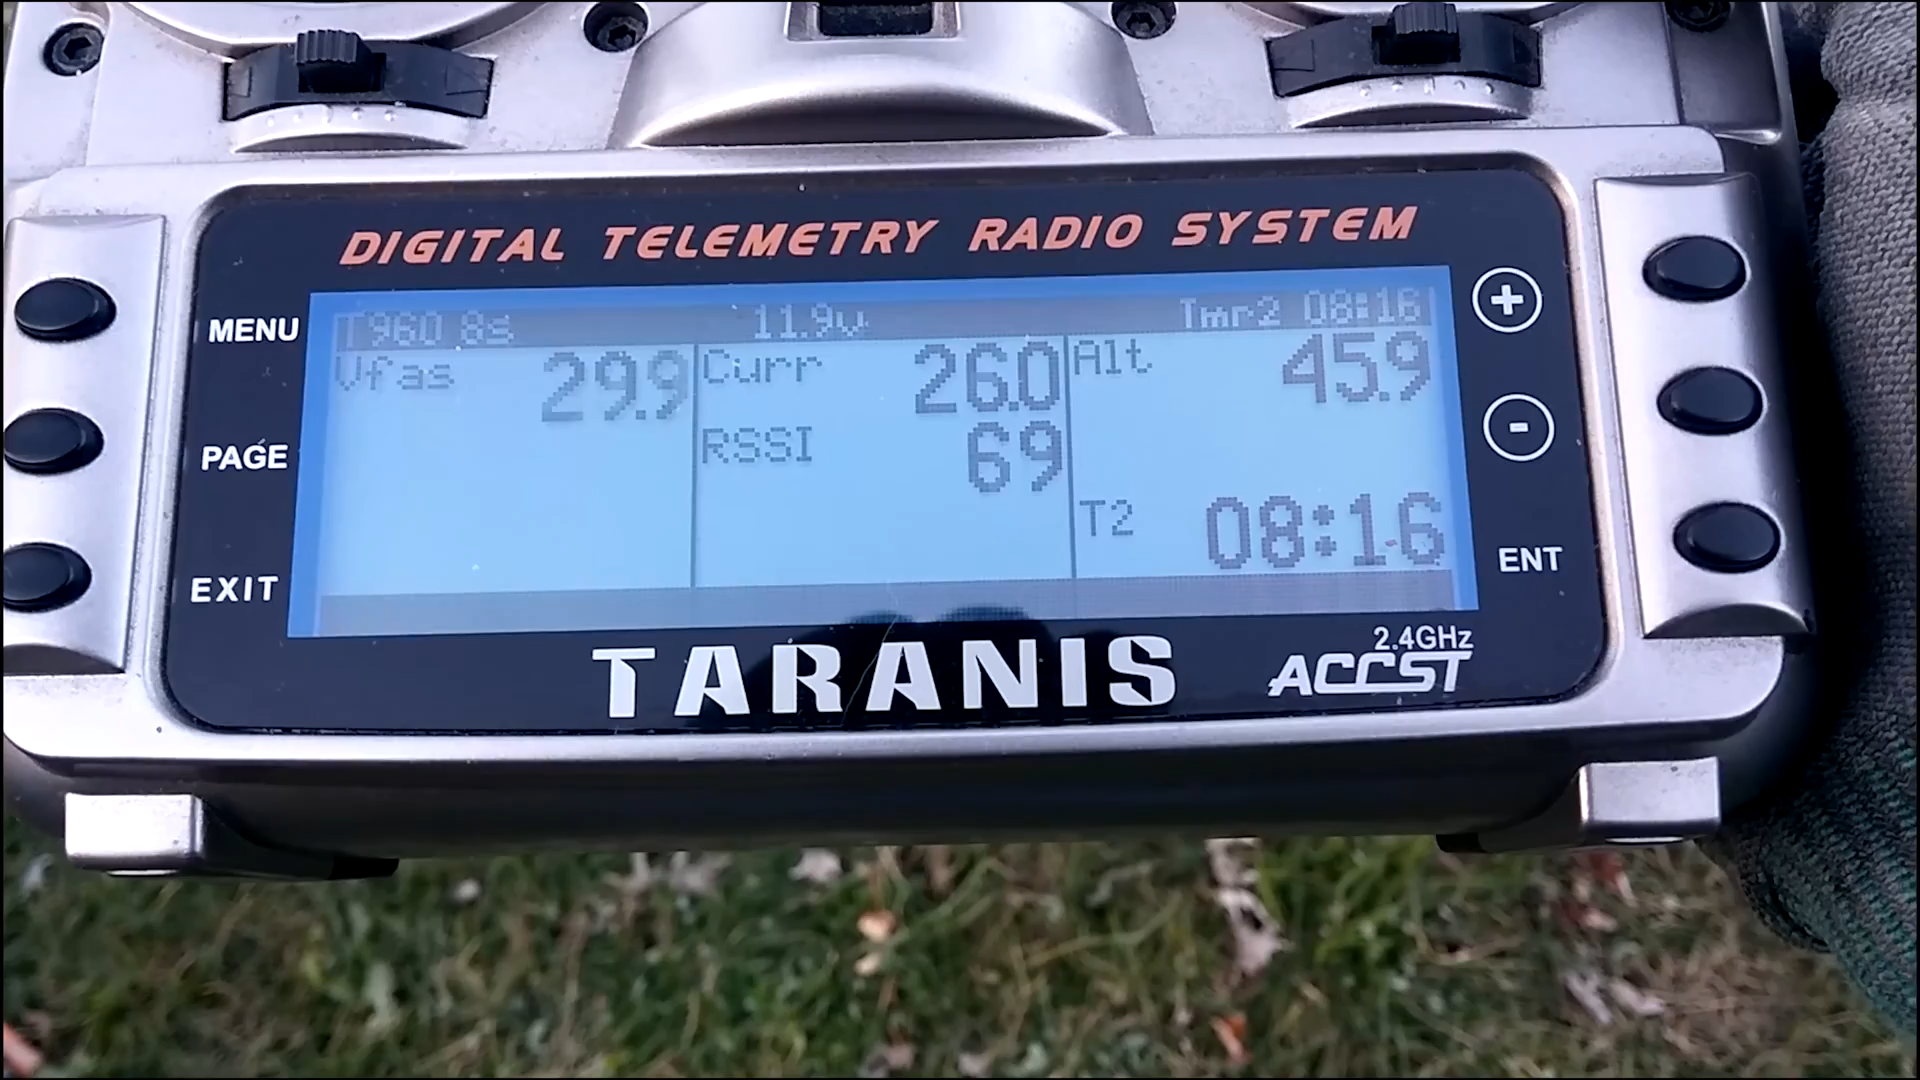 DIGITAL TELEMETRY RADIO SYSTEM
T960 8s 11.9v Tmr2 08:16
Vfas 29.9 Curr 26.0 Alt 45.9
RSSI 69
T2 08:16
MENU
PAGE
EXIT
+
-
ENT
TARANIS
2.4GHz
ACCST